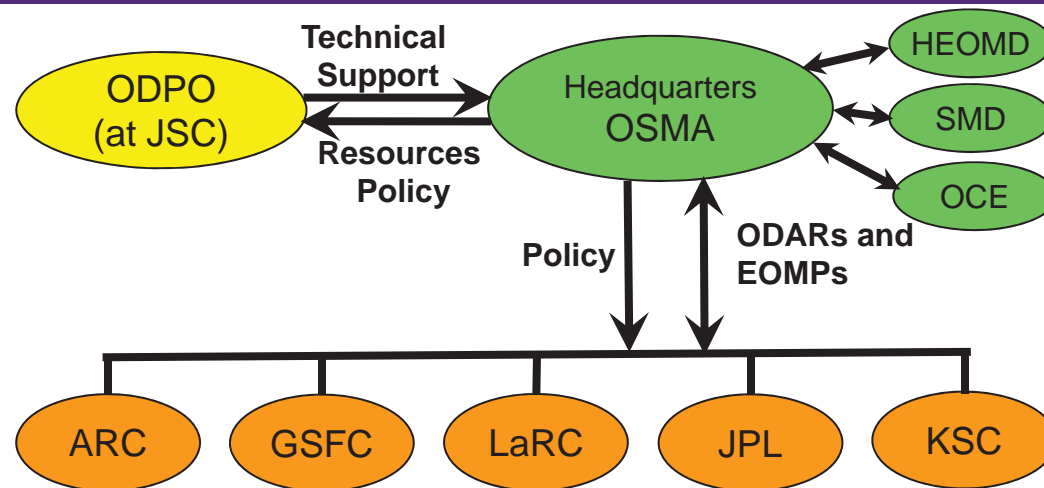 Technical
Support
ODPO
(at JSC)
Resources
Policy
Headquarters
OSMA
HEOMD
SMD
OCE
Policy
ODARs and
EOMPs
ARC
GSFC
LaRC
JPL
KSC